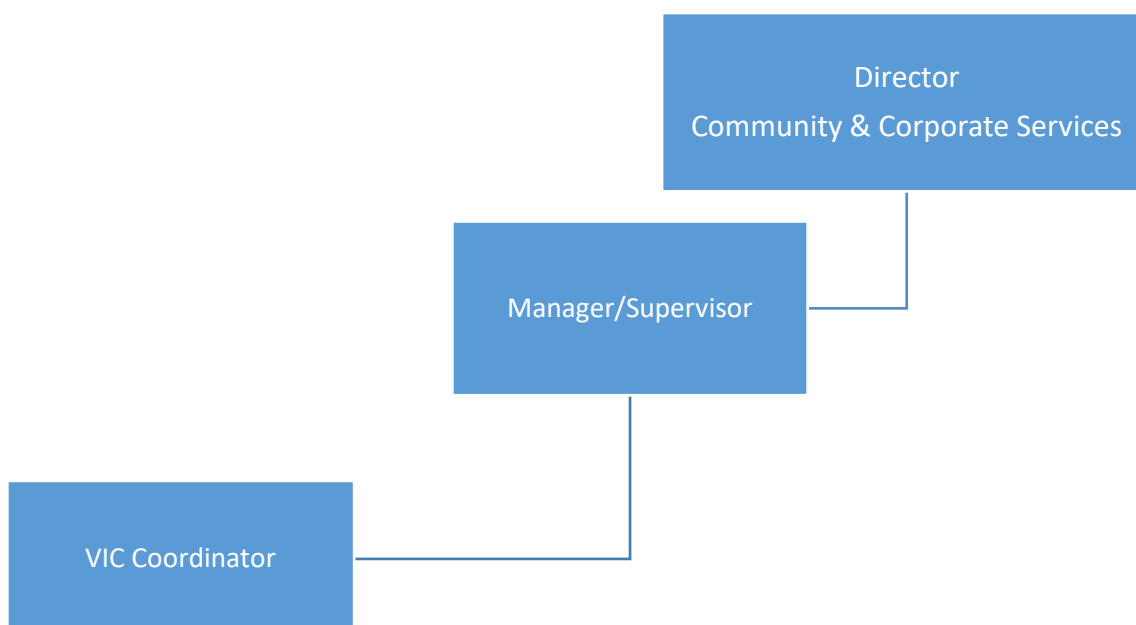 Director
Community & Corporate Services
Manager/Supervisor
VIC Coordinator